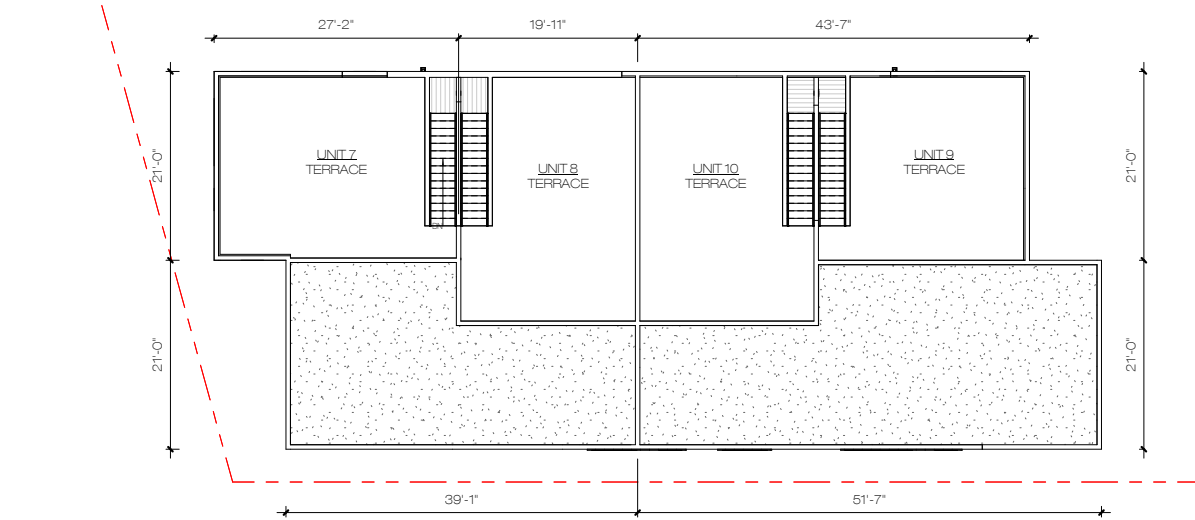 27'-2"
19'-11"
43'-7"
21'-0"
21'-0"
UNIT 7
TERRACE
UNIT 8
TERRACE
UNIT 10
TERRACE
UNIT 9
TERRACE
DN
21'-0"
21'-0"
39'-1"
51'-7"